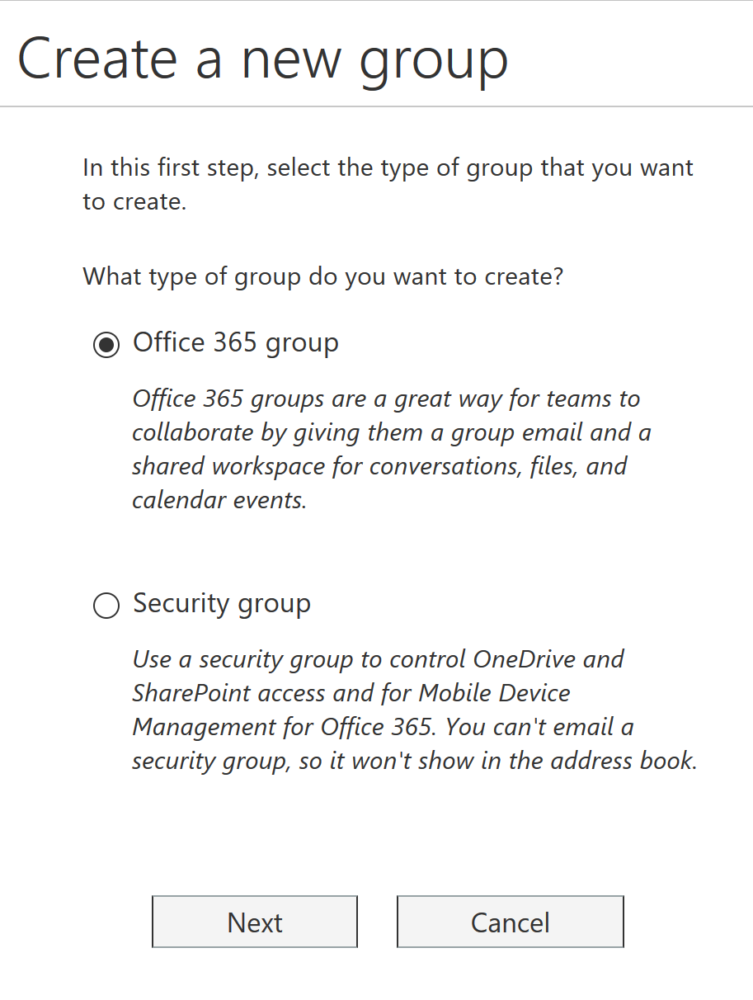 Create a new group
In this first step, select the type of group that you want
to create.
What type of group do you want to create?
Office 365 group
Office 365 groups are a great way for teams to
collaborate by giving them a group email and a
shared workspace for conversations, files, and
calendar events.
Security group
Use a security group to control OneDrive and
SharePoint access and for Mobile Device
Management for Office 365. You can't email a
security group, so it won't show in the address book.
Next
Cancel